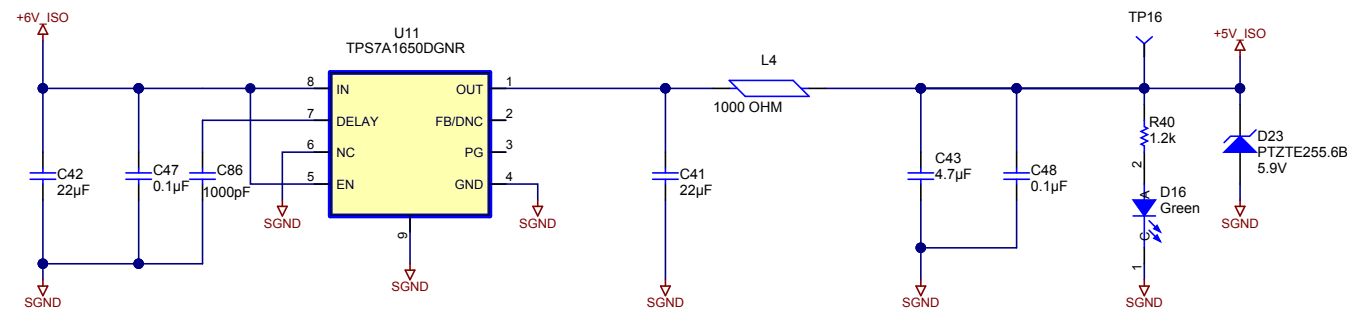 +6V_ISO
U11
TPS7A1650DGNR
TP16
+5V_ISO
L4
1000 OHM
8
IN
OUT
1
7
DELAY
FB/DNC
2
6
NC
PG
3
5
EN
GND
4
9
C42
22µF
C47
0.1µF
C86
1000pF
SGND
SGND
C41
22µF
C43
4.7µF
C48
0.1µF
R40
1.2k
2
A
D16
Green
C
1
D23
PTZTE255.6B
5.9V
SGND
SGND
SGND
SGND
SGND
SGND
SGND